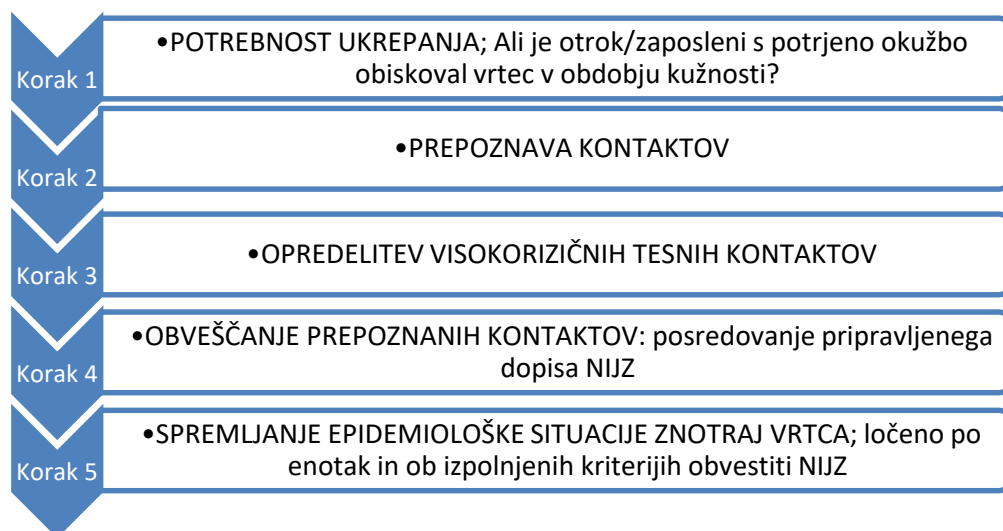 Korak 1
•POTREBNOST UKREPANJA; Ali je otrok/zaposleni s potrjeno okužbo
obiskoval vrtec v obdobju kužnosti?
Korak 2
•PREPOZNAVA KONTAKTOV
Korak 3
•OPREDELITEV VISOKORIZIČNIH TESNIH KONTAKTOV
Korak 4
•OBVEŠČANJE PREPOZNANIH KONTAKTOV: posredovanje pripravljenega
dopisa NIJZ
Korak 5
•SPREMLJANJE EPIDEMIOLOŠKE SITUACIJE ZNOTRAJ VRTCA; ločeno po
enotak in ob izpolnjenih kriterijih obvestiti NIJZ